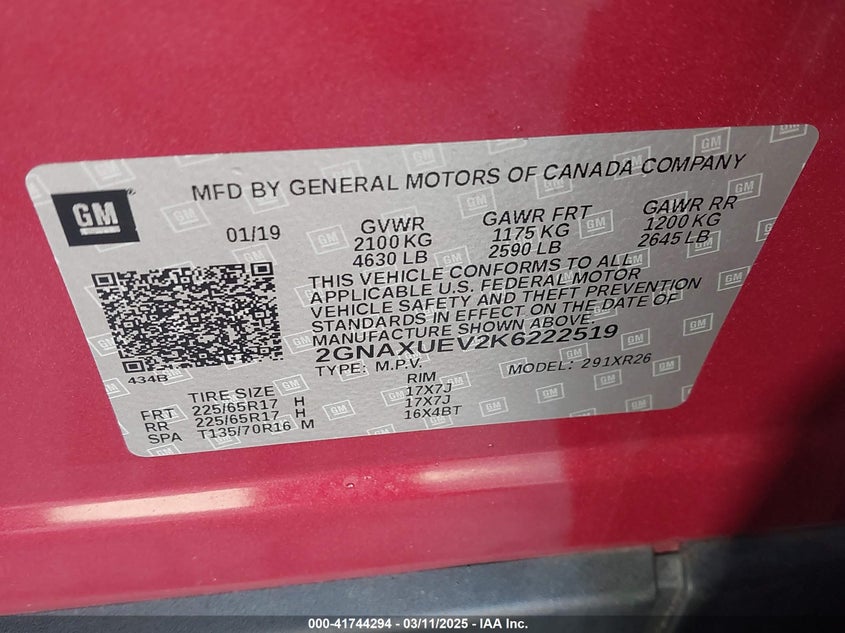 GM
MFD BY GENERAL MOTORS OF CANADA COMPANY
01/19
GVWR
2100 KG
4630 LB
GAWR FRT
1175 KG
2590 LB
GAWR RR
1200 KG
2645 LB
THIS VEHICLE CONFORMS TO ALL
APPLICABLE U.S. FEDERAL MOTOR
VEHICLE SAFETY AND THEFT PREVENTION
STANDARDS IN EFFECT ON THE DATE OF
MANUFACTURE SHOWN ABOVE
2GNAXUEV2K6222519
TYPE: M.P.V. MODEL: 291XR26
434B
TIRE SIZE RIM
FRT 225/65R17 H 17X7J
RR 225/65R17 H 17X7J
SPA T135/70R16 M 16X4BT
000-41744294 - 03/11/2025 - IAA Inc.